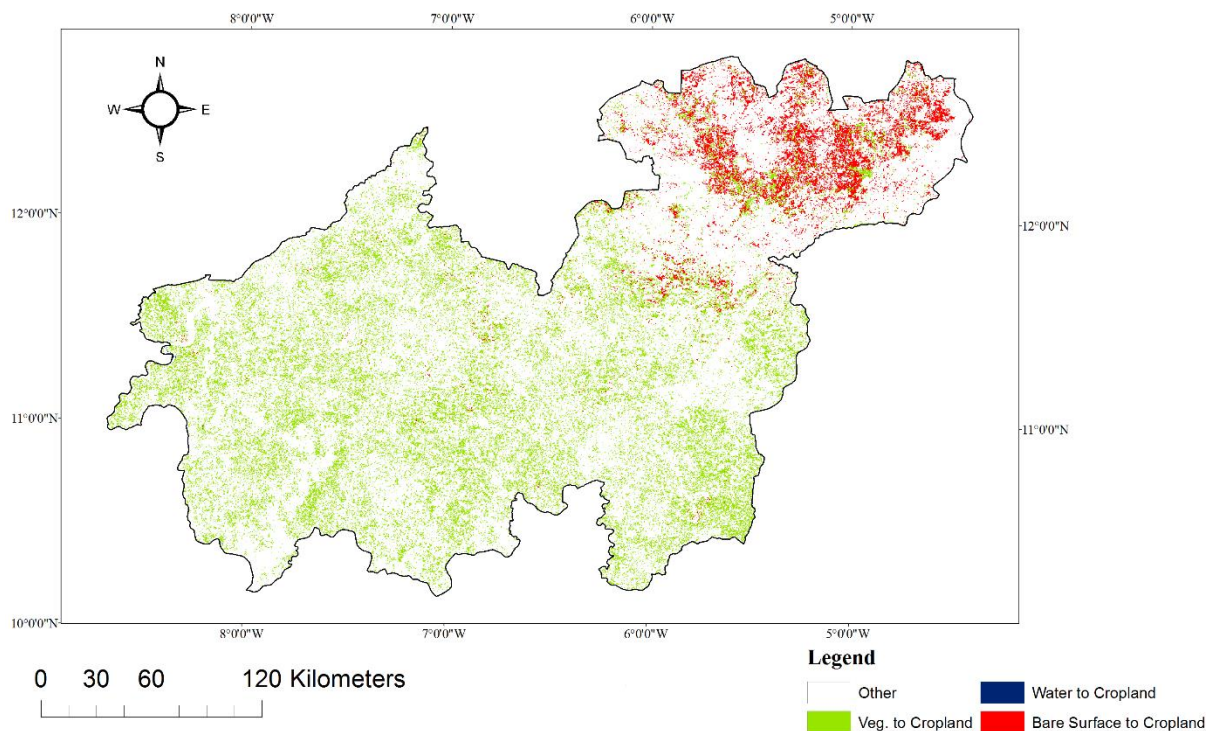 8°0'0"W 7°0'0"W 6°0'0"W 5°0'0"W
N
W E
S
12°0'0"N 12°0'0"N
11°0'0"N 11°0'0"N
10°0'0"N
8°0'0"W 7°0'0"W 6°0'0"W 5°0'0"W
0 30 60 120 Kilometers
Legend
Other Water to Cropland
Veg. to Cropland Bare Surface to Cropland